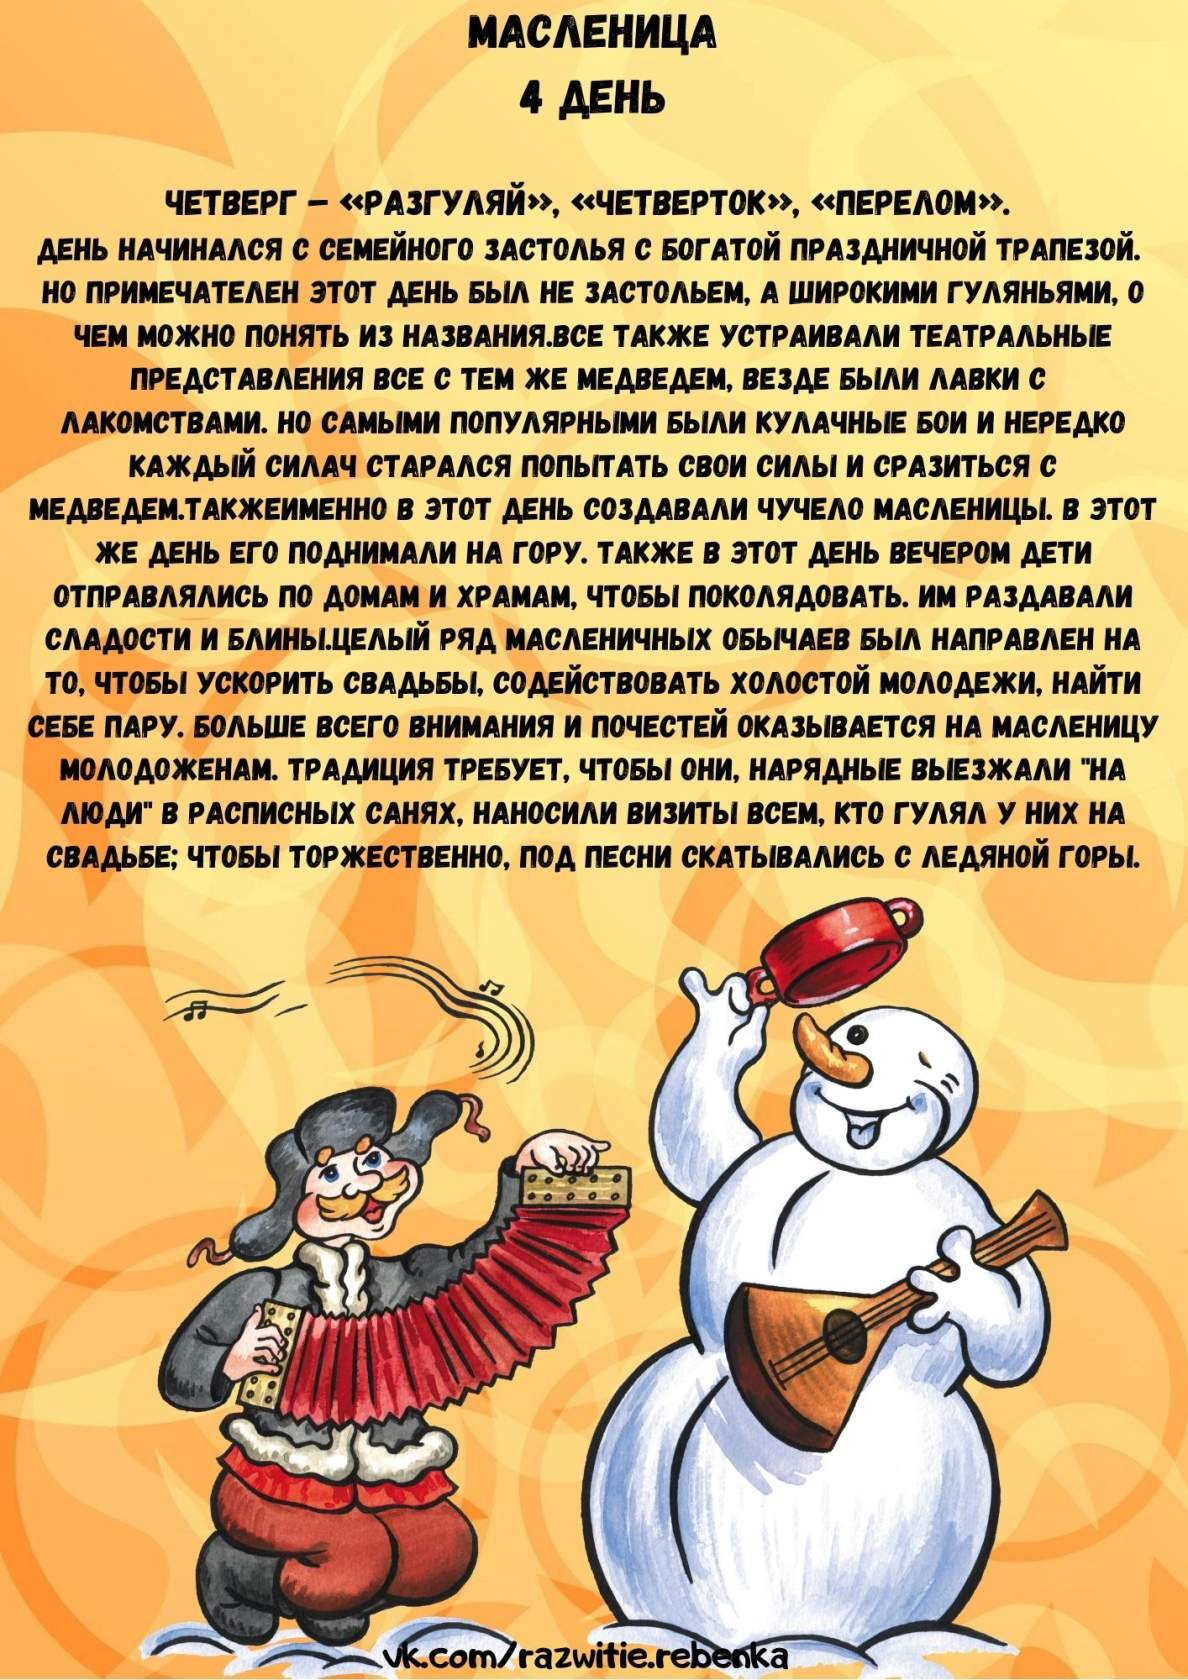 МАСЛЕНИЦА
4 ДЕНЬ
ЧЕТВЕРГ – «РАЗГУЛЯЙ», «ЧЕТВЕРТОК», «ПЕРЕЛОМ».
ДЕНЬ НАЧИНАЛСЯ С СЕМЕЙНОГО ЗАСТОЛЬЯ С БОГАТОЙ ПРАЗДНИЧНОЙ ТРАПЕЗОЙ.
НО ПРИМЕЧАТЕЛЕН ЭТОТ ДЕНЬ БЫЛ НЕ ЗАСТОЛЬЕМ, А ШИРОКИМИ ГУЛЯНЬЯМИ, О
ЧЕМ МОЖНО ПОНЯТЬ ИЗ НАЗВАНИЯ.ВСЕ ТАКЖЕ УСТРАИВАЛИ ТЕАТРАЛЬНЫЕ
ПРЕДСТАВЛЕНИЯ ВСЕ С ТЕМ ЖЕ МЕДВЕДЕМ, ВЕЗДЕ БЫЛИ ЛАВКИ С
ЛАКОМСТВАМИ. НО САМЫМИ ПОПУЛЯРНЫМИ БЫЛИ КУЛАЧНЫЕ БОИ И НЕРЕДКО
КАЖДЫЙ СИЛАЧ СТАРАЛСЯ ПОПЫТАТЬ СВОИ СИЛЫ И СРАЗИТЬСЯ С
МЕДВЕДЕМ.ТАКЖЕИМЕННО В ЭТОТ ДЕНЬ СОЗДАВАЛИ ЧУЧЕЛО МАСЛЕНИЦЫ. В ЭТОТ
ЖЕ ДЕНЬ ЕГО ПОДНИМАЛИ НА ГОРУ. ТАКЖЕ В ЭТОТ ДЕНЬ ВЕЧЕРОМ ДЕТИ
ОТПРАВЛЯЛИСЬ ПО ДОМАМ И ХРАМАМ, ЧТОБЫ ПОКОЛЯДОВАТЬ. ИМ РАЗДАВАЛИ
СЛАДОСТИ И БЛИНЫ.ЦЕЛЫЙ РЯД МАСЛЕНИЧНЫХ ОБЫЧАЕВ БЫЛ НАПРАВЛЕН НА
ТО, ЧТОБЫ УСКОРИТЬ СВАДЬБЫ, СОДЕЙСТВОВАТЬ ХОЛОСТОЙ МОЛОДЕЖИ, НАЙТИ
СЕБЕ ПАРУ. БОЛЬШЕ ВСЕГО ВНИМАНИЯ И ПОЧЕСТЕЙ ОКАЗЫВАЕТСЯ НА МАСЛЕНИЦУ
МОЛОДОЖЕНАМ. ТРАДИЦИЯ ТРЕБУЕТ, ЧТОБЫ ОНИ, НАРЯДНЫЕ ВЫЕЗЖАЛИ "НА
ЛЮДИ" В РАСПИСНЫХ САНЯХ, НАНОСИЛИ ВИЗИТЫ ВСЕМ, КТО ГУЛЯЛ У НИХ НА
СВАДЬБЕ; ЧТОБЫ ТОРЖЕСТВЕННО, ПОД ПЕСНИ СКАТЫВАЛИСЬ С ЛЕДЯНОЙ ГОРЫ.
vk.com/razwitie.rebenka